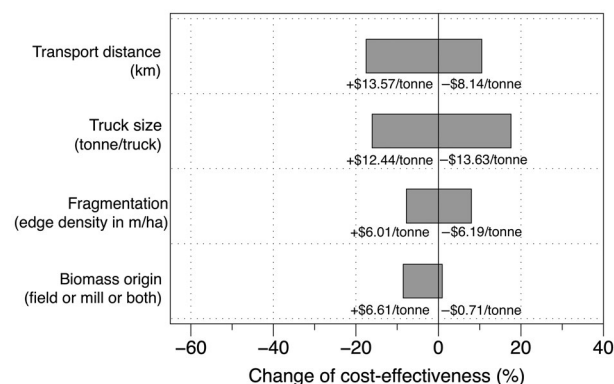 Transport distance
(km)
+$13.57/tonne −$8.14/tonne
Truck size
(tonne/truck)
+$12.44/tonne −$13.63/tonne
Fragmentation
(edge density in m/ha)
+$6.01/tonne −$6.19/tonne
Biomass origin
(field or mill or both)
+$6.61/tonne −$0.71/tonne
−60 −40 −20 0 20 40
Change of cost-effectiveness (%)